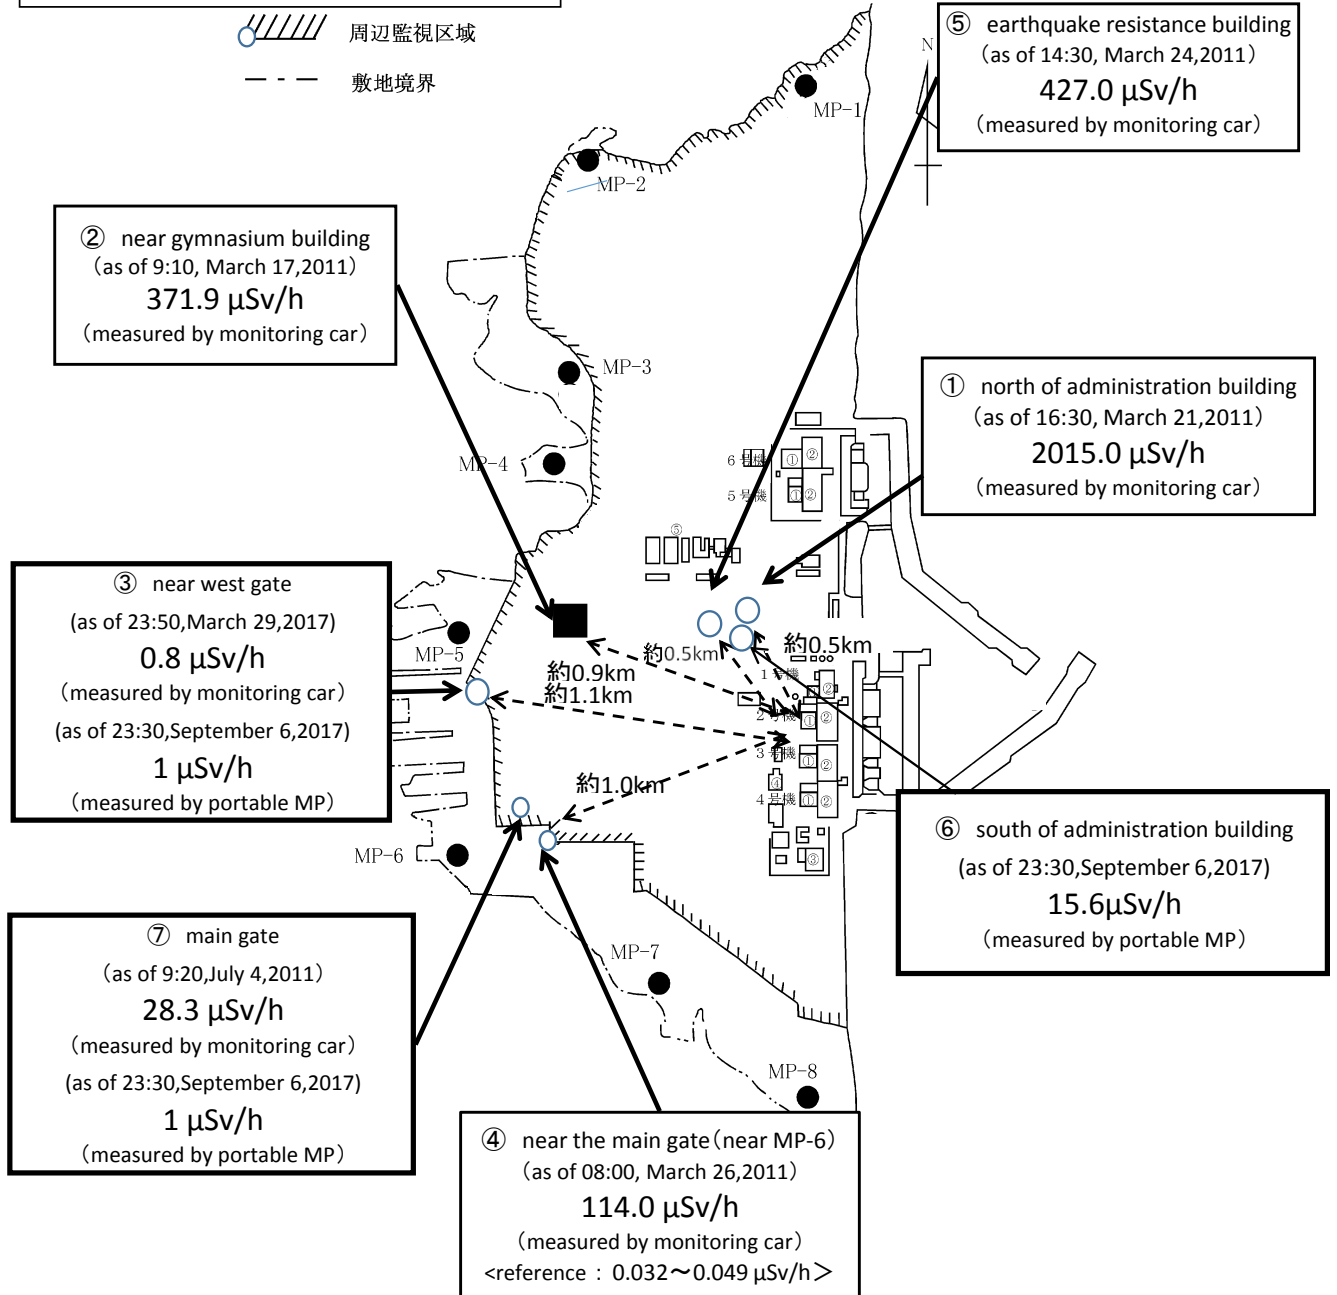 周辺監視区域
敷地境界
⑤ earthquake resistance building
(as of 14:30, March 24,2011)
427.0 μSv/h
(measured by monitoring car)
N
MP-1
MP-2
② near gymnasium building
(as of 9:10, March 17,2011)
371.9 μSv/h
(measured by monitoring car)
MP-3
① north of administration building
(as of 16:30, March 21,2011)
2015.0 μSv/h
(measured by monitoring car)
MP-4
6号機
①
②
5号機
①
②
⑤
③ near west gate
(as of 23:50,March 29,2017)
0.8 μSv/h
(measured by monitoring car)
(as of 23:30,September 6,2017)
1 μSv/h
(measured by portable MP)
MP-5
約0.5km
約0.5km
約0.9km
約1.1km
1号機
②
2号機
①
②
3号機
①
②
④
4号機
①
②
③
約1.0km
MP-6
⑥ south of administration building
(as of 23:30,September 6,2017)
15.6μSv/h
(measured by portable MP)
⑦ main gate
(as of 9:20,July 4,2011)
28.3 μSv/h
(measured by monitoring car)
(as of 23:30,September 6,2017)
1 μSv/h
(measured by portable MP)
MP-7
MP-8
④ near the main gate(near MP-6)
(as of 08:00, March 26,2011)
114.0 μSv/h
(measured by monitoring car)
<reference : 0.032～0.049 μSv/h＞